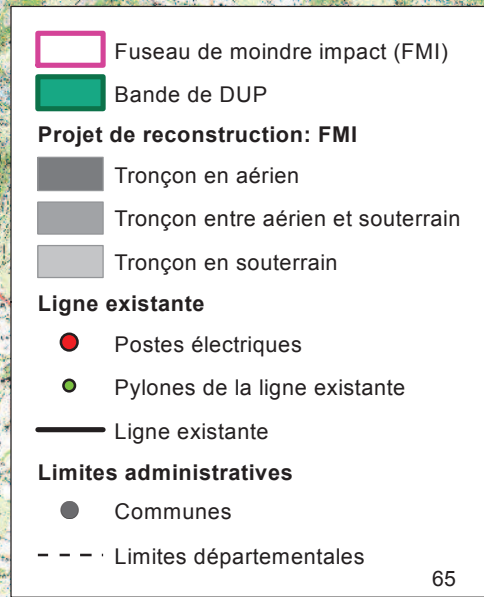 Fuseau de moindre impact (FMI)
Bande de DUP
Projet de reconstruction: FMI
Tronçon en aérien
Tronçon entre aérien et souterrain
Tronçon en souterrain
Ligne existante
Postes électriques
Pylones de la ligne existante
Ligne existante
Limites administratives
Communes
Limites départementales
65